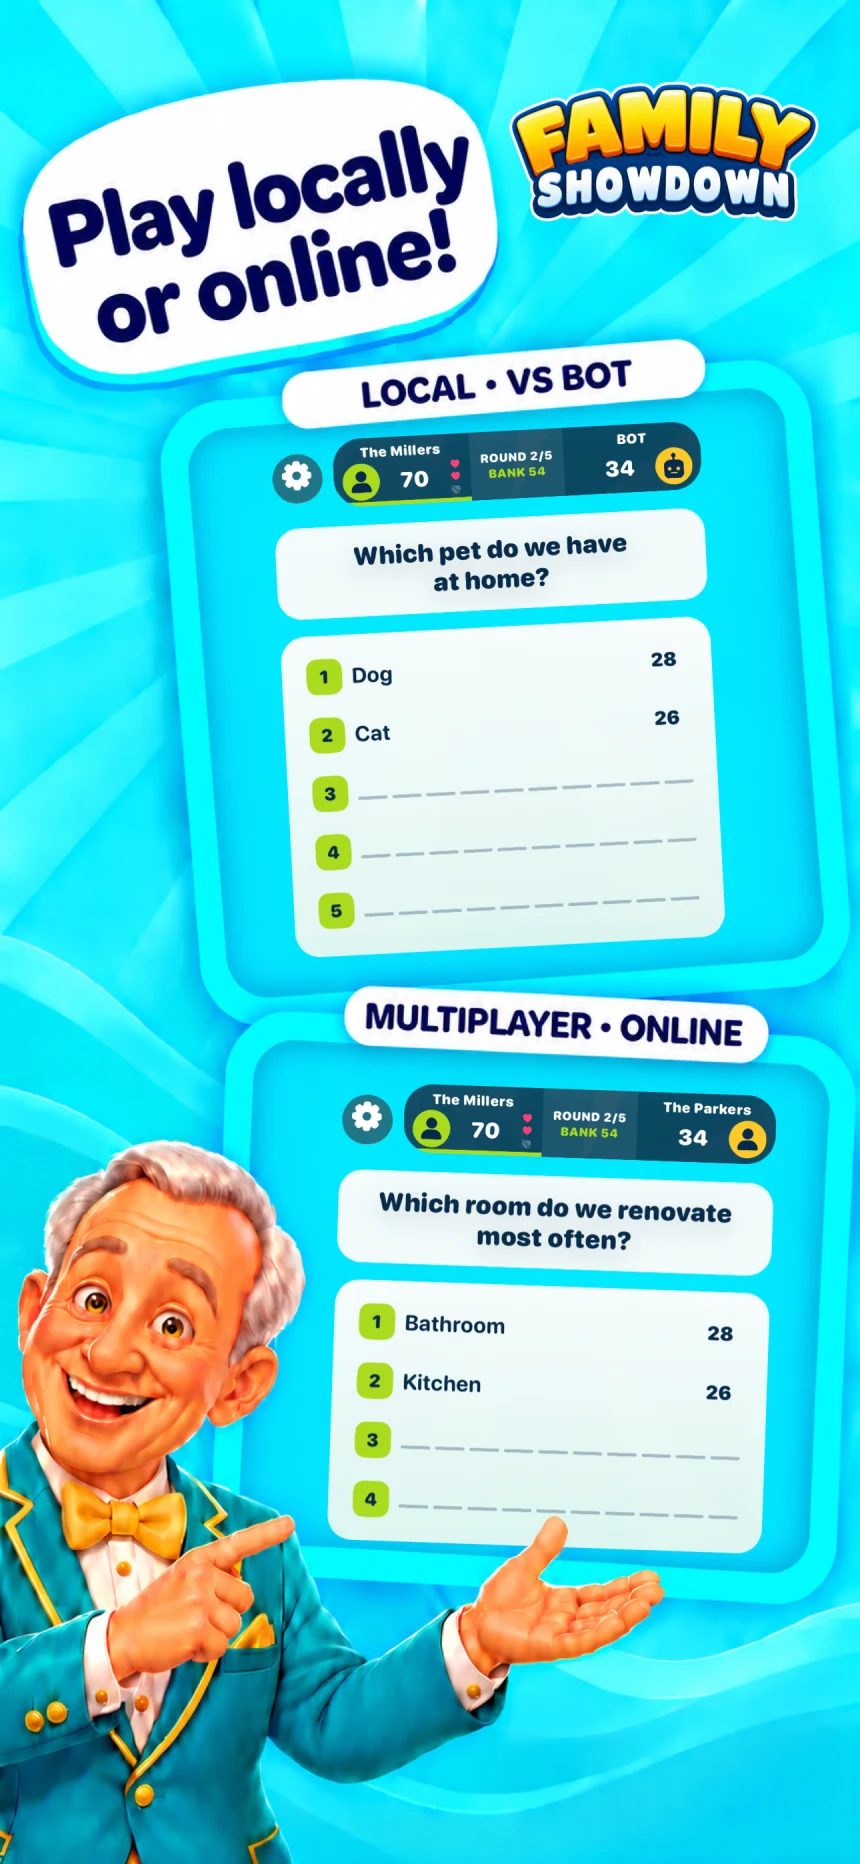 Play locally
or online!
FAMILY
SHOWDOWN
LOCAL • VS BOT
The Millers
70
ROUND 2/5
BANK 54
BOT
34
Which pet do we have
at home?
1 Dog 28
2 Cat 26
3
4
5
MULTIPLAYER • ONLINE
The Millers
70
ROUND 2/5
BANK 54
The Parkers
34
Which room do we renovate
most often?
1 Bathroom 28
2 Kitchen 26
3
4